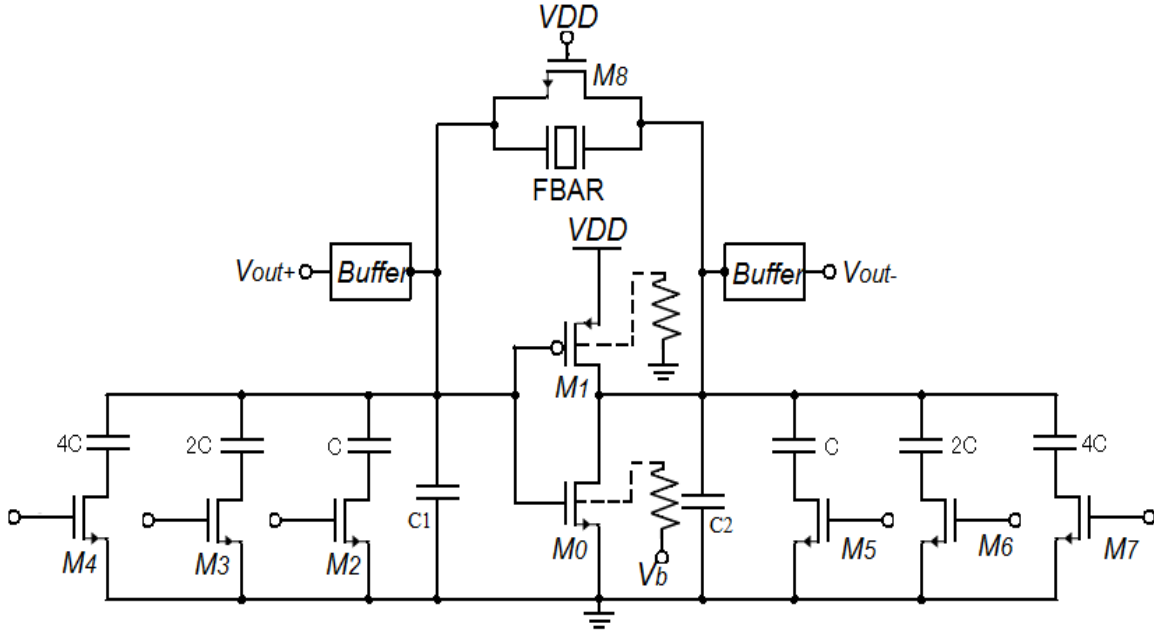 VDD
M8
FBAR
VDD
Vout+ Buffer Buffer Vout-
M1
4C 2C C C 2C 4C
C1 C2
M4 M3 M2 M0 M5 M6 M7
Vb